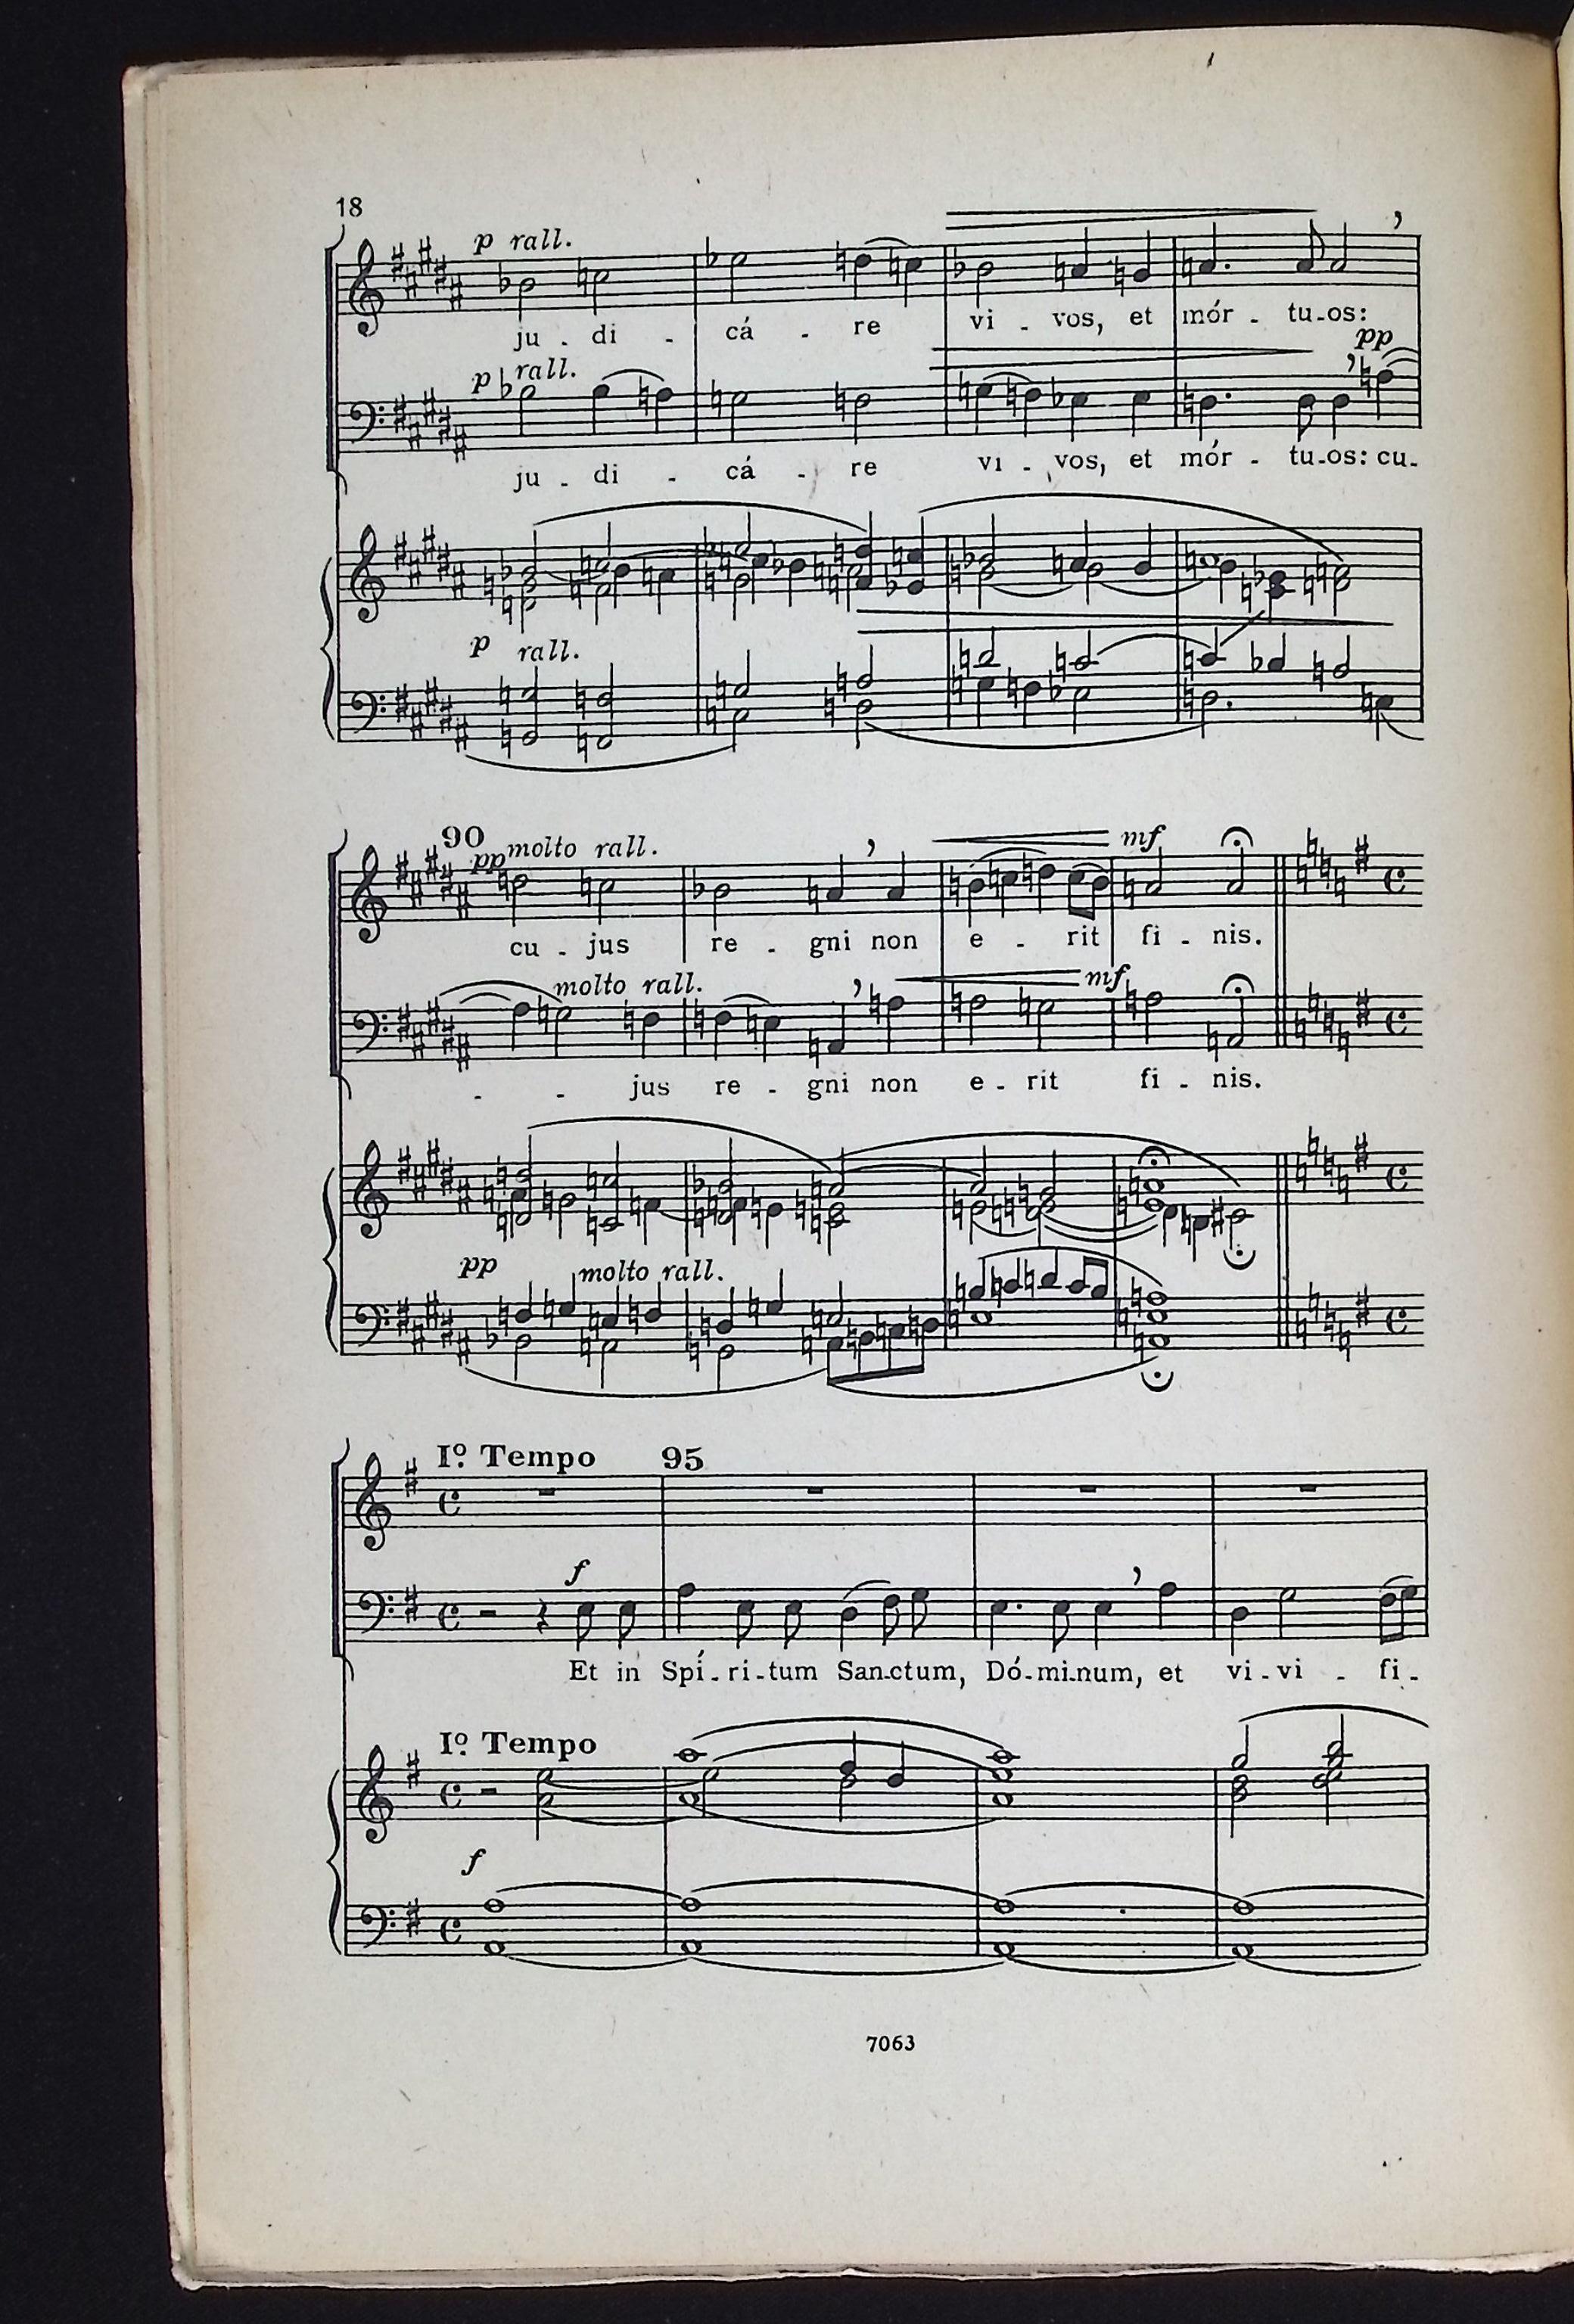 18
p rall.
ju - di - cá - re vi - vos, et mór - tu-os:
p rall.
pp
ju - di - cá - re vi - vos, et mór - tu-os: cu-
p rall.
90
pp molto rall.
mf
cu - jus re - gni non e - rit fi - nis.
molto rall.
mf
- - jus re - gni non e - rit fi - nis.
pp molto rall.
Iº. Tempo 95
f
Et in Spí-ri-tum San-ctum, Dó-mi-num, et vi-vi - fi-
Iº. Tempo
f
7063